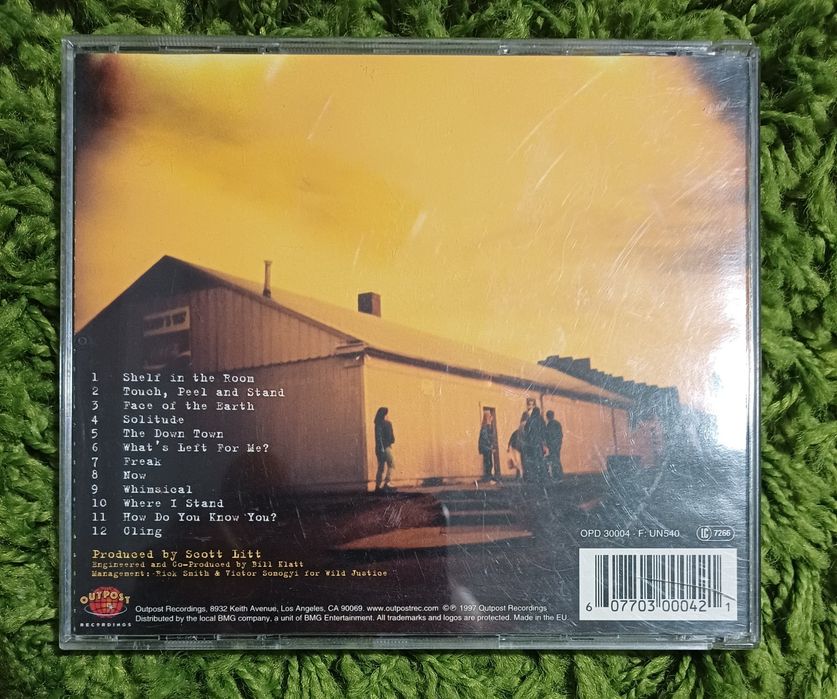 1 Shelf in the Room
2 Touch, Peel and Stand
3 Face of the Earth
4 Solitude
5 The Down Town
6 What's Left For Me?
7 Freak
8 Now
9 Whimsical
10 Where I Stand
11 How Do You Know You?
12 Cling
Produced by Scott Litt
Engineered and Co-Produced by Bill Klatt
Management: Rick Smith & Victor Somogyi for Wild Justice
OUTPOST
RECORDINGS
Outpost Recordings, 8932 Keith Avenue, Los Angeles, CA 90069. www.outpostrec.com ©℗ 1997 Outpost Recordings
Distributed by the local BMG company, a unit of BMG Entertainment. All trademarks and logos are protected. Made in the EU
OPD 30004 - F: UN540
LC 7266
6 07703 00042 1